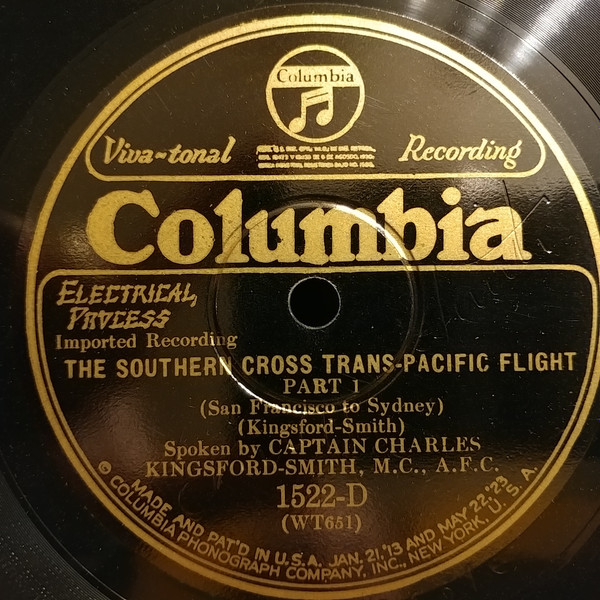 Columbia
Viva-tonal Recording
Columbia
ELECTRICAL
PROCESS
Imported Recording
THE SOUTHERN CROSS TRANS-PACIFIC FLIGHT
PART 1
(San Francisco to Sydney)
(Kingsford-Smith)
Spoken by CAPTAIN CHARLES
KINGSFORD-SMITH, M.C., A.F.C.
1522-D
(WT651)
MADE AND PAT'D IN U.S.A. JAN. 21,'13 AND MAY 22,'23
© COLUMBIA PHONOGRAPH COMPANY, INC., NEW YORK, U.S.A.